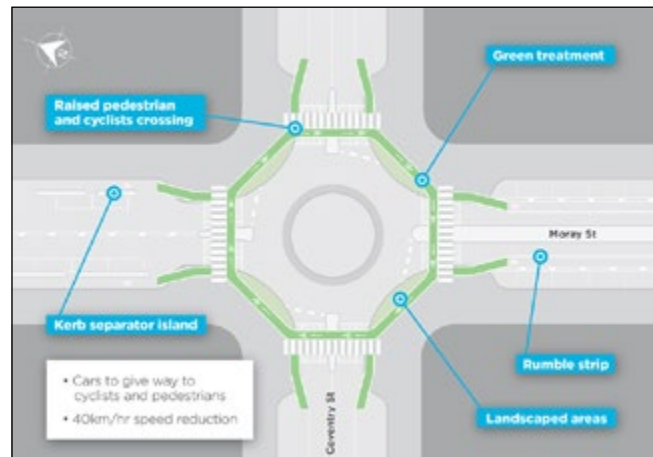 Green treatment
Raised pedestrian
and cyclists crossing
Moray St
Kerb separator island
Rumble strip
• Cars to give way to
cyclists and pedestrians
• 40km/hr speed reduction
Landscaped areas
Coventry St